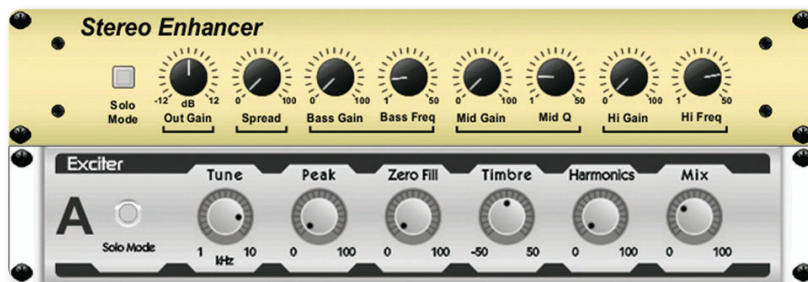 Stereo Enhancer
Solo
Mode
-12 dB 12 0 100 0 100 1 50 0 100 1 50 0 100 1 50
Out Gain Spread Bass Gain Bass Freq Mid Gain Mid Q Hi Gain Hi Freq
Exciter
Tune Peak Zero Fill Timbre Harmonics Mix
A
Solo Mode
1 kHz 10 0 100 0 100 -50 50 0 100 0 100